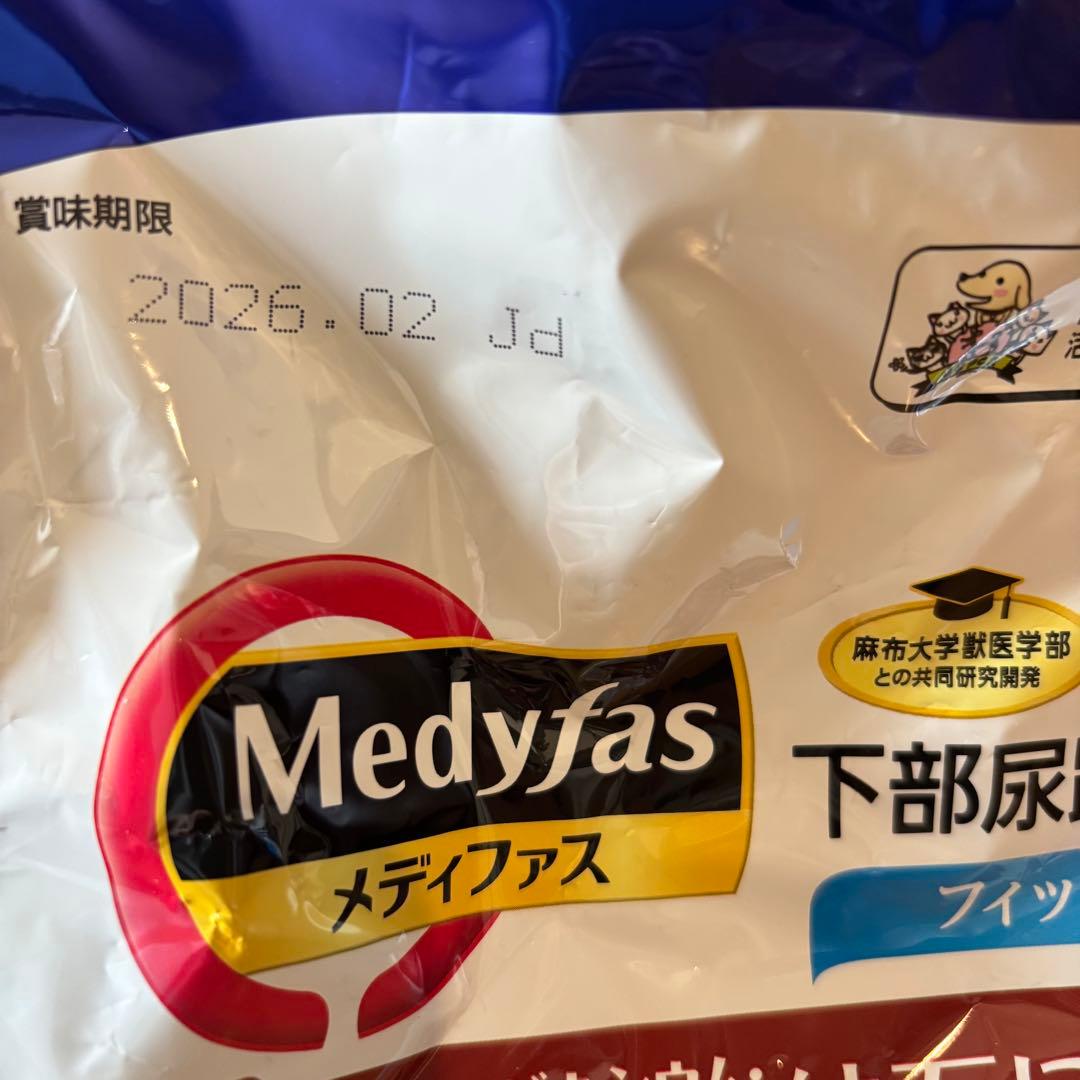 賞味期限
2026.02 Jd
麻布大学獣医学部
との共同研究開発
Medyfas
メディファス
下部尿
フィッ